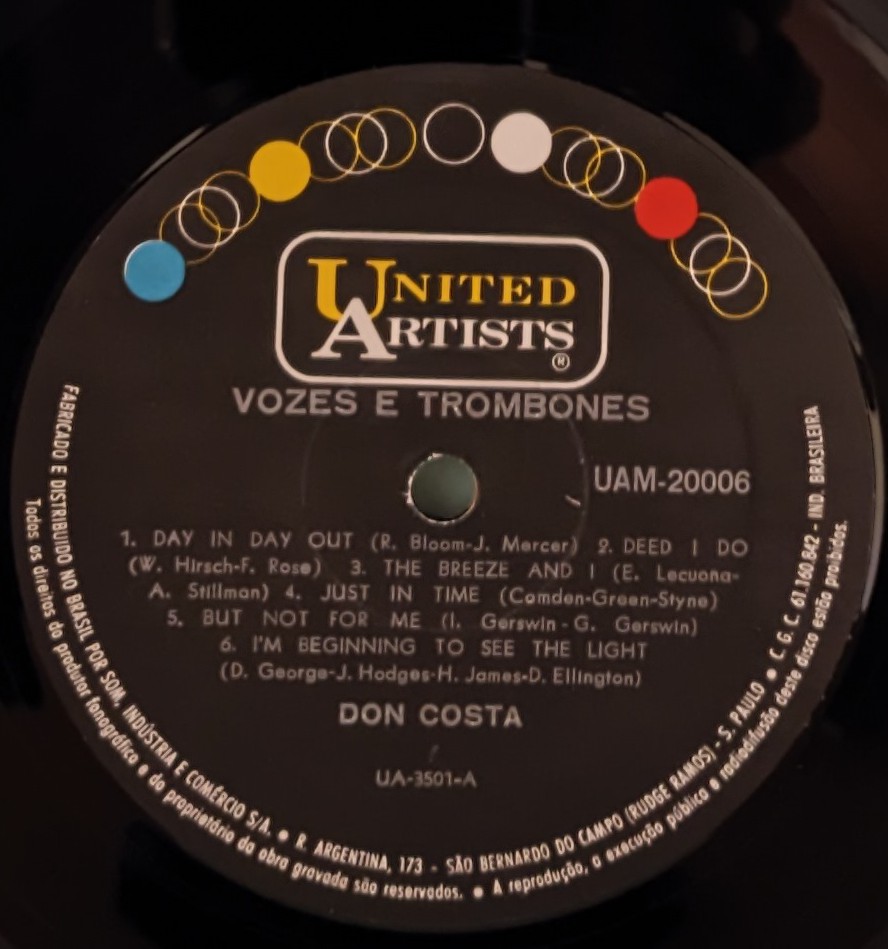 UNITED
ARTISTS
®
VOZES E TROMBONES
UAM-20006
1. DAY IN DAY OUT (R. Bloom-J. Mercer) 2. DEED I DO
(W. Hirsch-F. Rose) 3. THE BREEZE AND I (E. Lecuona-
A. Stillman) 4. JUST IN TIME (Comden-Green-Styne)
5. BUT NOT FOR ME (I. Gerswin - G. Gerswin)
6. I'M BEGINNING TO SEE THE LIGHT
(D. George-J. Hodges-H. James-D. Ellington)
DON COSTA
UA-3501-A
FABRICADO E DISTRIBUIDO NO BRASIL POR SOM, INDÚSTRIA E COMÉRCIO S/A. ● R. ARGENTINA, 173 - SÃO BERNARDO DO CAMPO (RUDGE RAMOS) - S. PAULO ● C. G. C. 61.160.842 - IND. BRASILEIRA
Todos os direitos do produtor fonográfico e do proprietário da obra gravada são reservados. ● A reprodução, a execução pública e radiodifusão deste disco estão proibidas.